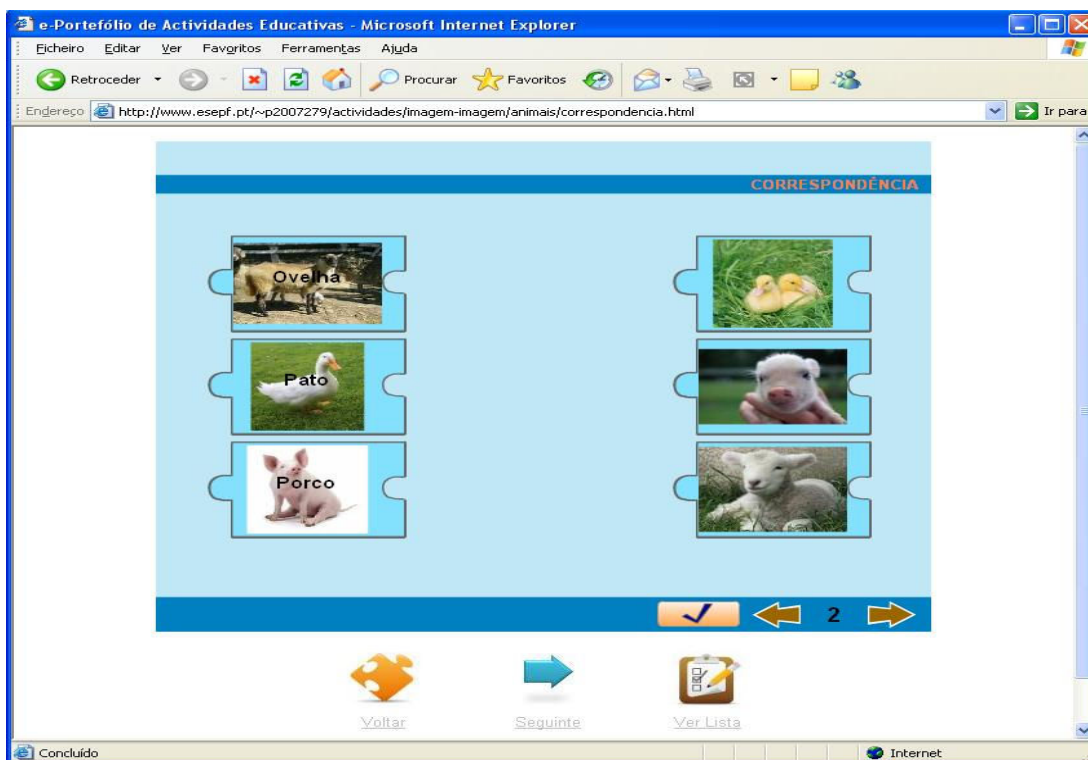 e-Portefólio de Actividades Educativas - Microsoft Internet Explorer
Ficheiro Editar Ver Favoritos Ferramentas Ajuda
Retroceder Procurar Favoritos
Endereço http://www.esepf.pt/~p2007279/actividades/imagem-imagem/animais/correspondencia.html Ir para
CORRESPONDÊNCIA
Ovelha
Pato
Porco
2
Voltar Seguinte Ver Lista
Concluído Internet